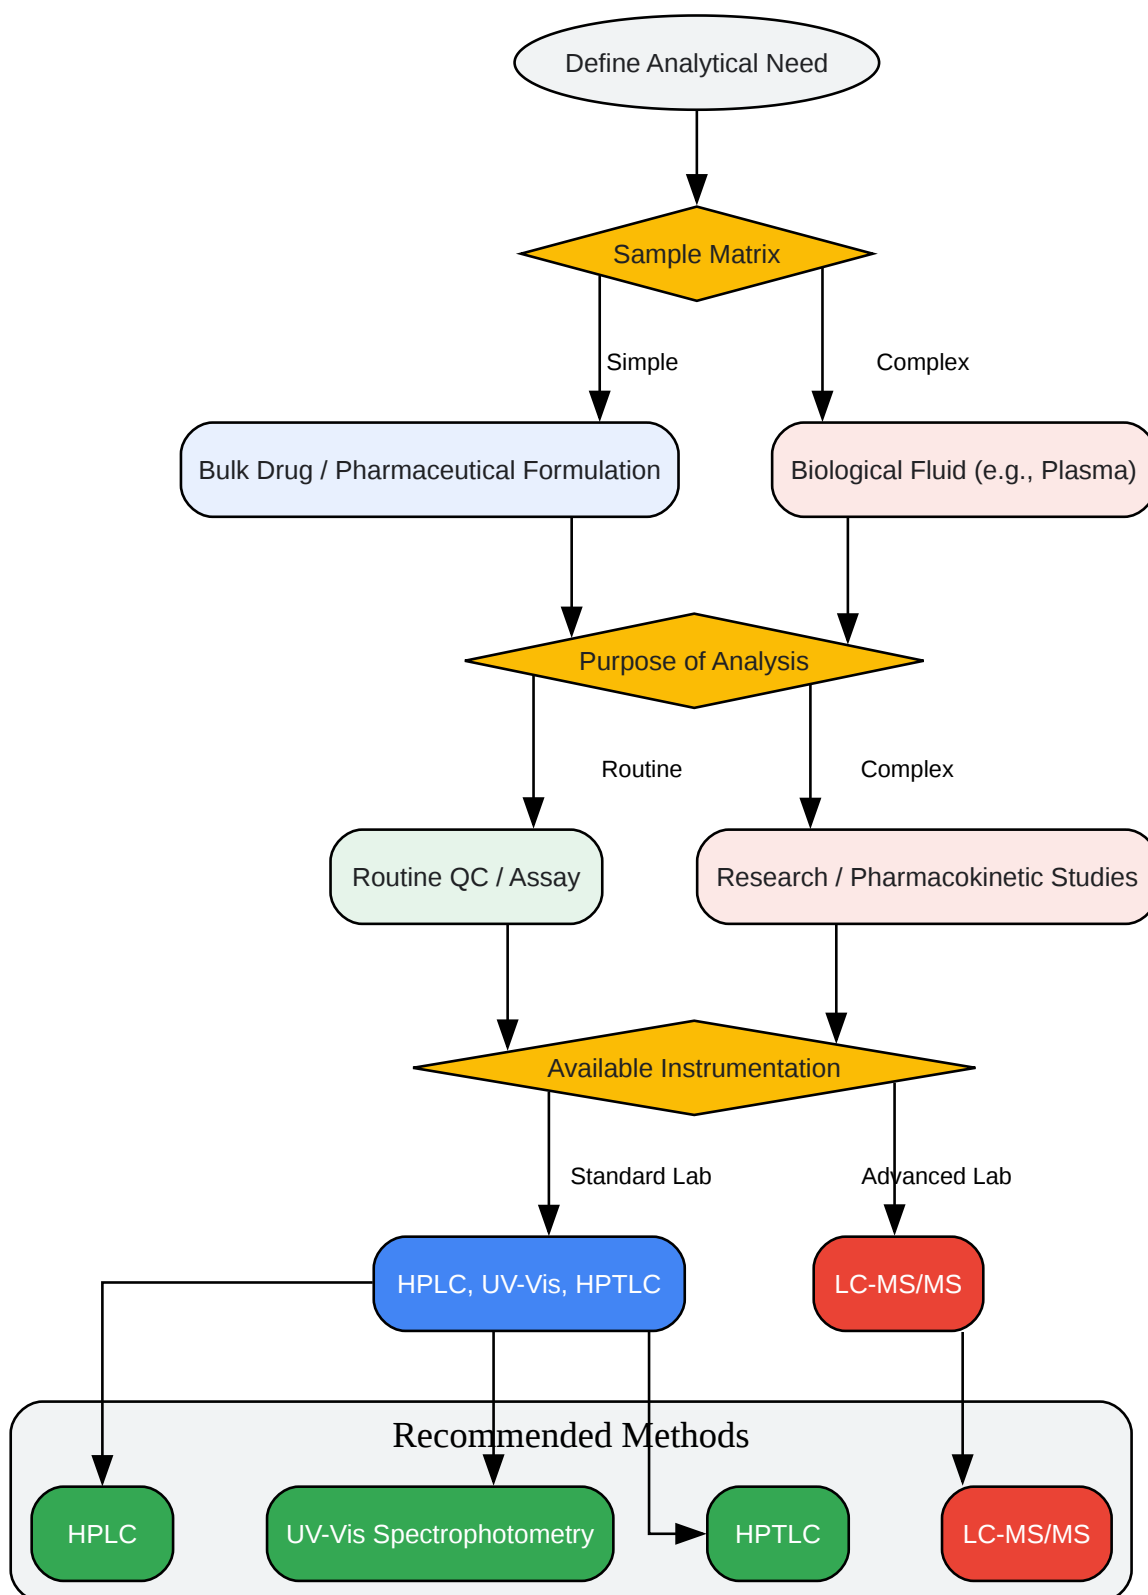 Define Analytical Need
Sample Matrix
Simple
Complex
Bulk Drug / Pharmaceutical Formulation
Biological Fluid (e.g., Plasma)
Purpose of Analysis
Routine
Complex
Routine QC / Assay
Research / Pharmacokinetic Studies
Available Instrumentation
Standard Lab
Advanced Lab
HPLC, UV-Vis, HPTLC
LC-MS/MS
Recommended Methods
HPLC
UV-Vis Spectrophotometry
HPTLC
LC-MS/MS